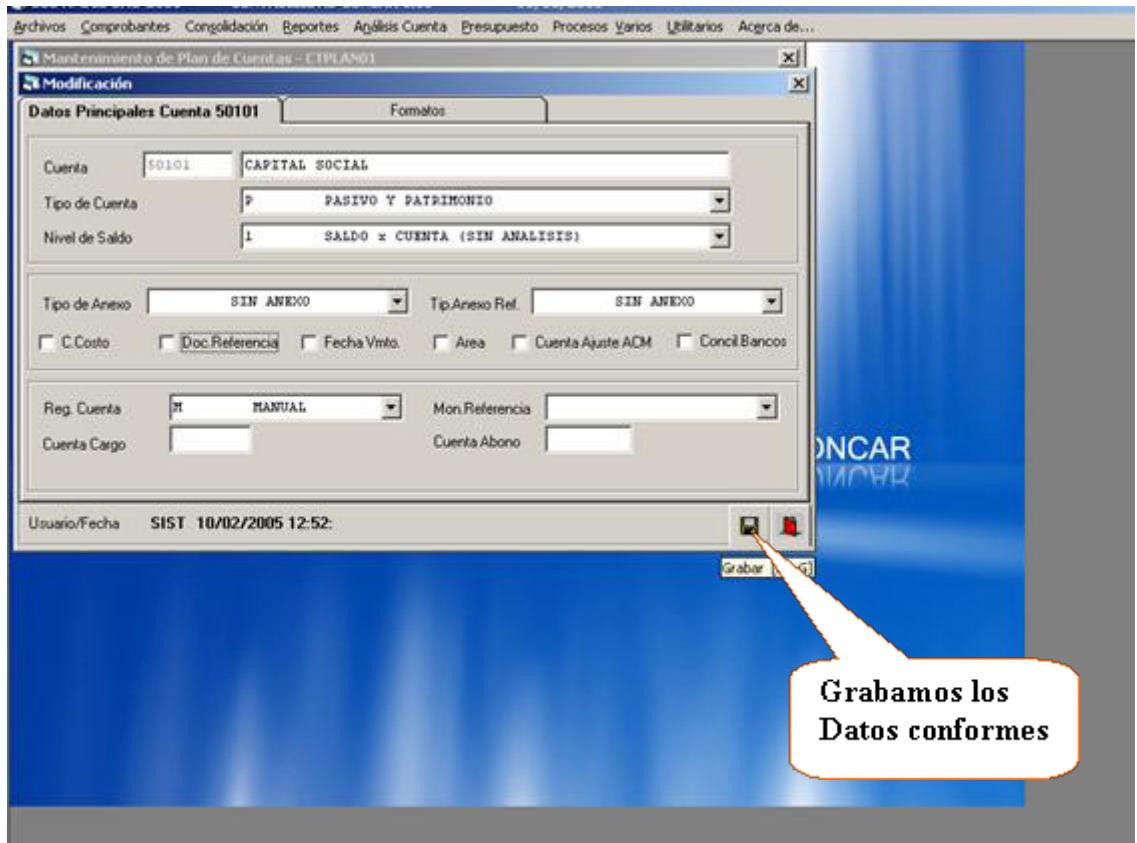 Archivos Comprobantes Consolidación Reportes Análisis Cuenta Presupuesto Procesos Varios Utilitarios Acerca de...
Mantenimiento de Plan de Cuentas - CTPLAN01
Modificación
Datos Principales Cuenta 50101 Formatos
Cuenta 50101 CAPITAL SOCIAL
Tipo de Cuenta P PASIVO Y PATRIMONIO
Nivel de Saldo 1 SALDO x CUENTA (SIN ANALISIS)
Tipo de Anexo SIN ANEXO Tip.Anexo Ref. SIN ANEXO
C.Costo Doc.Referencia Fecha Vmto. Area Cuenta Ajuste ACM Concil.Bancos
Reg. Cuenta M MANUAL Mon.Referencia
Cuenta Cargo Cuenta Abono
ONCAR
Usuario/Fecha SIST 10/02/2005 12:52:
Grabar
Grabamos los
Datos conformes